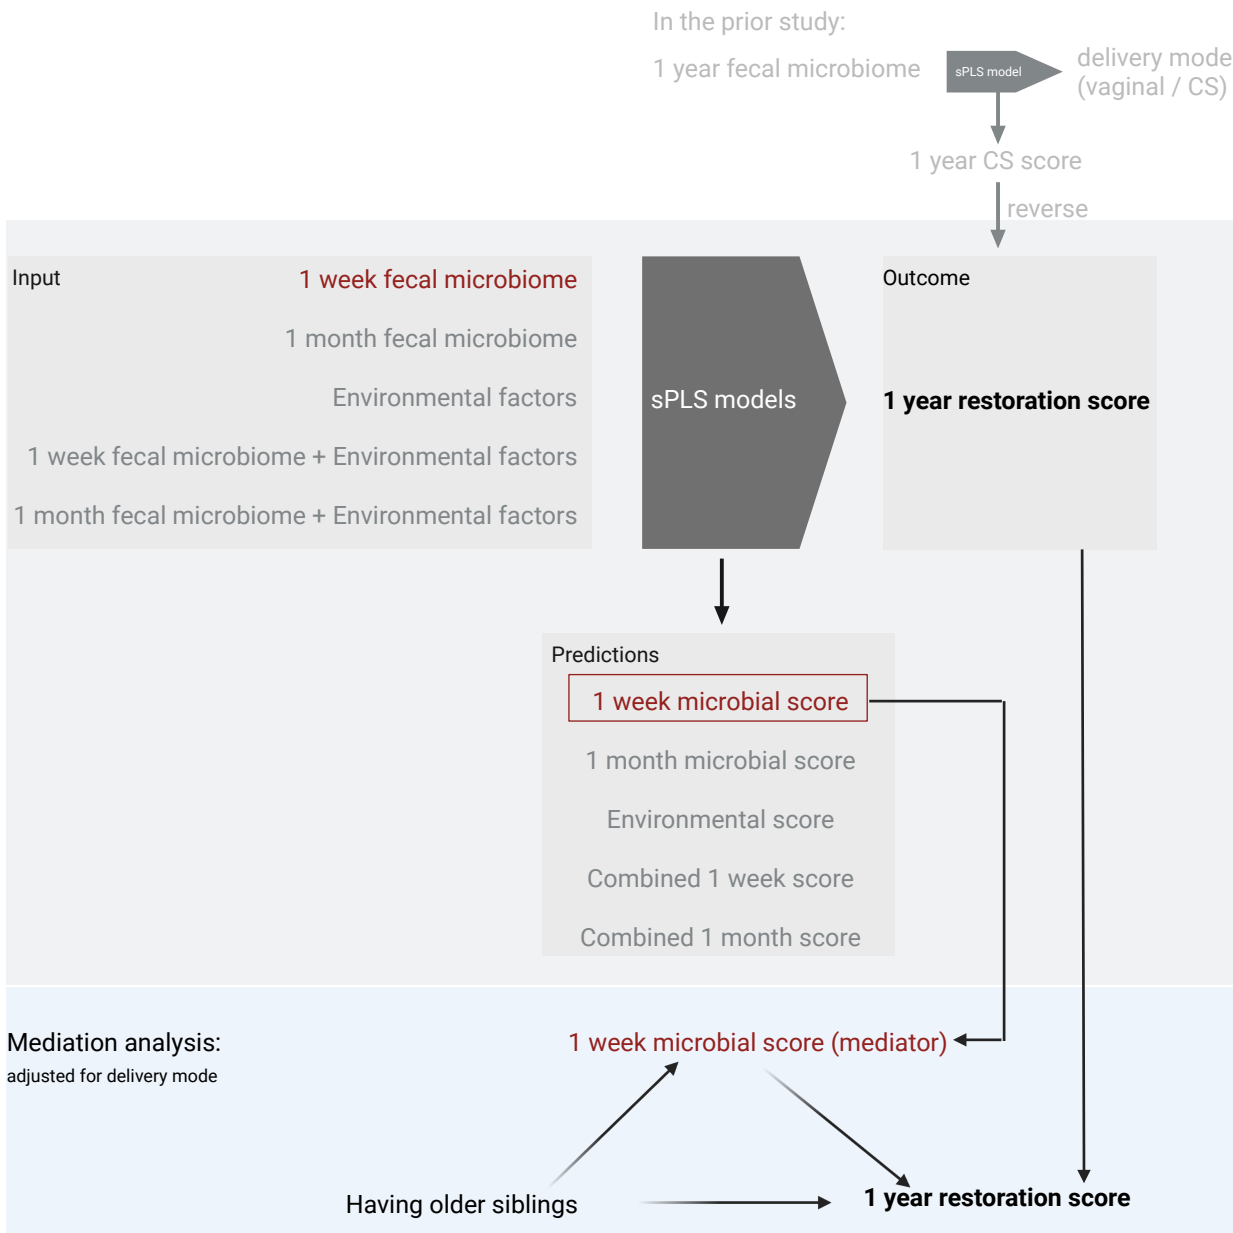 In the prior study:
1 year fecal microbiome
sPLS model
delivery mode
(vaginal / CS)
1 year CS score
reverse
Input
1 week fecal microbiome
1 month fecal microbiome
Environmental factors
1 week fecal microbiome + Environmental factors
1 month fecal microbiome + Environmental factors
sPLS models
Outcome
1 year restoration score
Predictions
1 week microbial score
1 month microbial score
Environmental score
Combined 1 week score
Combined 1 month score
Mediation analysis:
adjusted for delivery mode
1 week microbial score (mediator)
Having older siblings
1 year restoration score